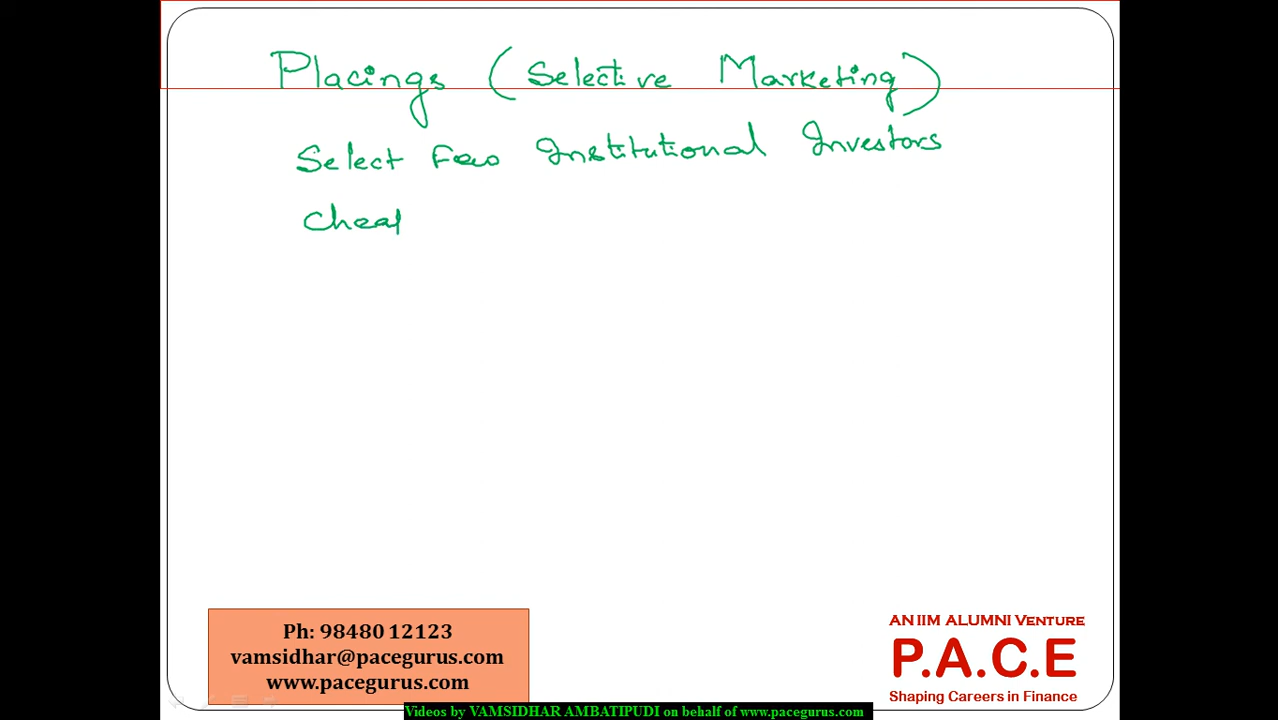 Placings (Selective Marketing)
Select Few Institutional Investors
Ph: 98480 12123
vamsidhar@pacegurus.com
www.pacegurus.com
AN IIM ALUMNI VENTURE
P.A.C.E
Shaping Careers in Finance
Videos by VAMSIDHAR AMBATIPUDI on behalf of www.pacegurus.com